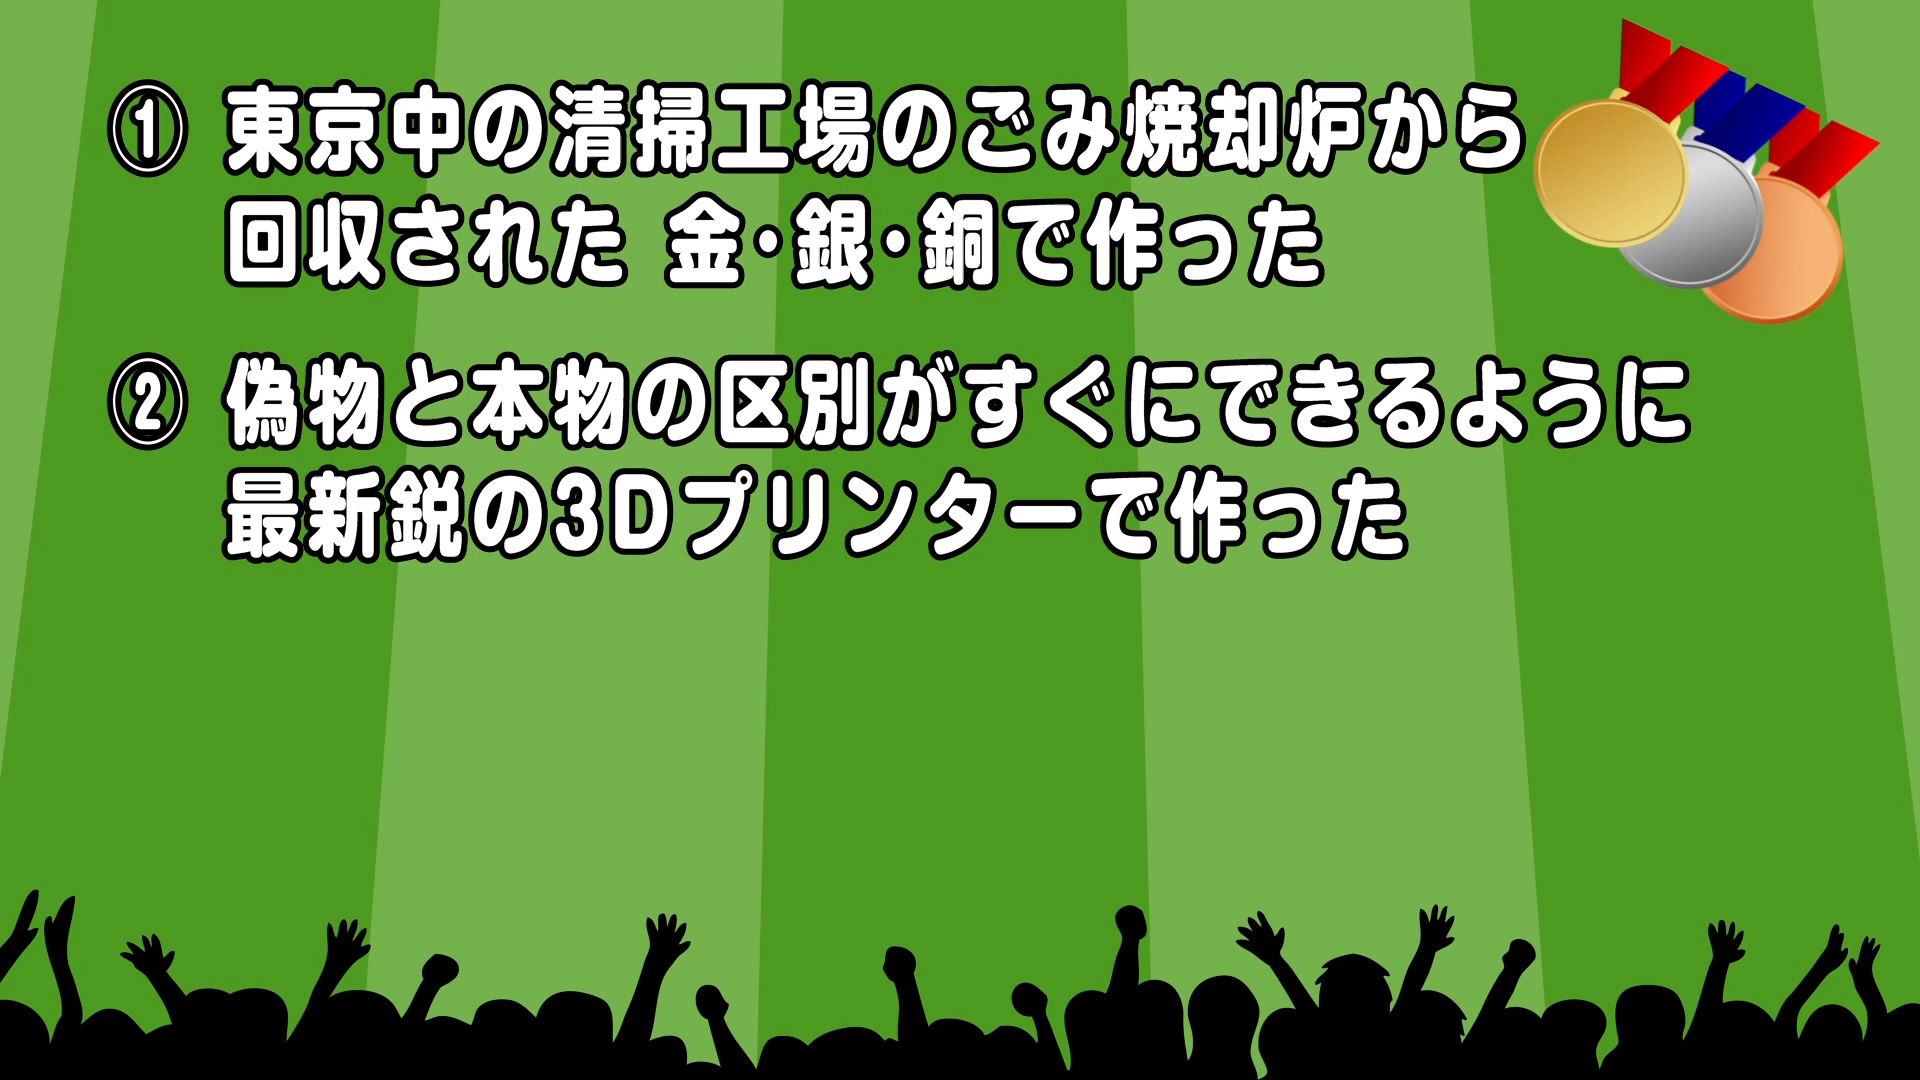 ① 東京中の清掃工場のごみ焼却炉から
回収された 金・銀・銅で作った
② 偽物と本物の区別がすぐにできるように
最新鋭の3Dプリンターで作った